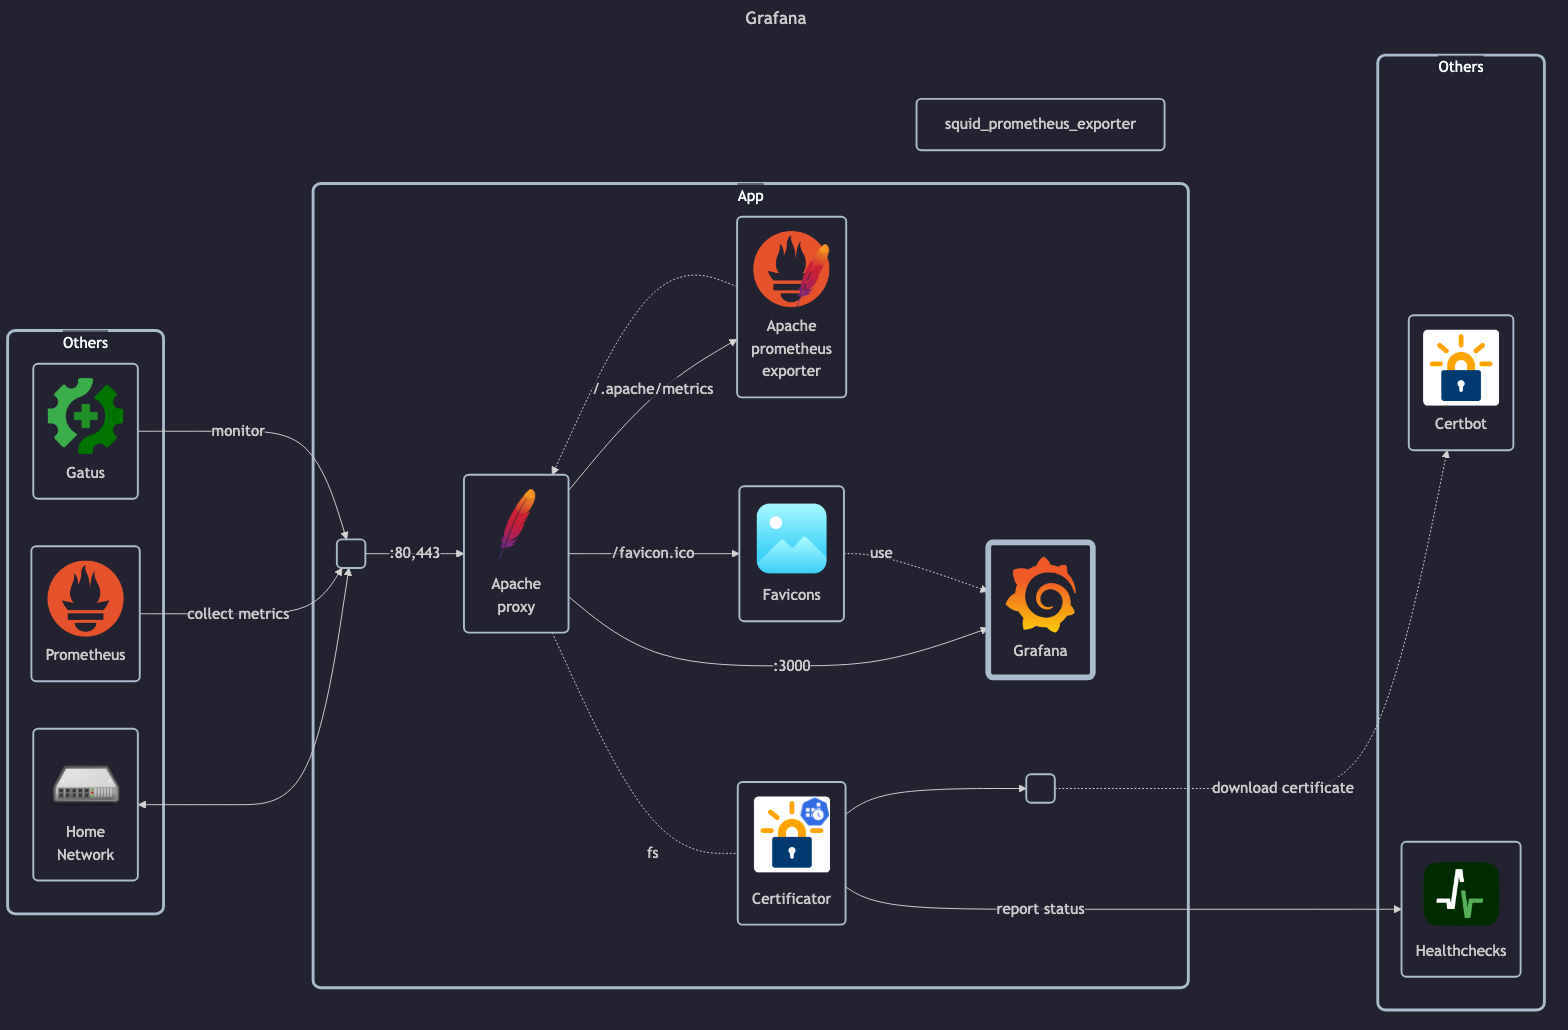 Grafana
Others
squid_prometheus_exporter
App
Apache
prometheus
exporter
Others
/.apache/metrics
Gatus
monitor
Certbot
:80,443
/favicon.ico
use
Apache
proxy
Favicons
Prometheus
collect metrics
:3000
Grafana
Home
Network
download certificate
fs
Certificator
report status
Healthchecks